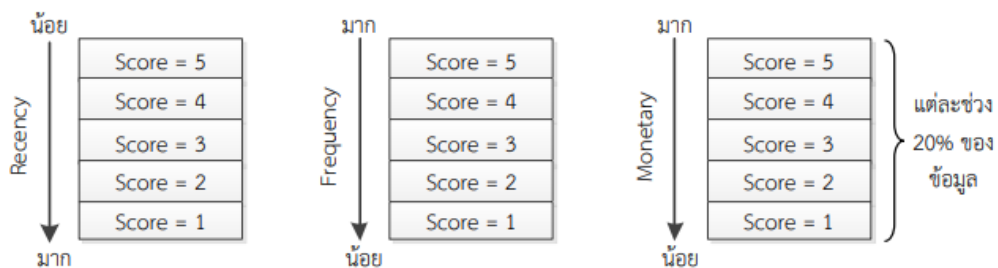 น้อย
Recency
Score = 5
Score = 4
Score = 3
Score = 2
Score = 1
มาก
มาก
Frequency
Score = 5
Score = 4
Score = 3
Score = 2
Score = 1
น้อย
มาก
Monetary
Score = 5
Score = 4
Score = 3
Score = 2
Score = 1
น้อย
แต่ละช่วง
20% ของ
ข้อมูล